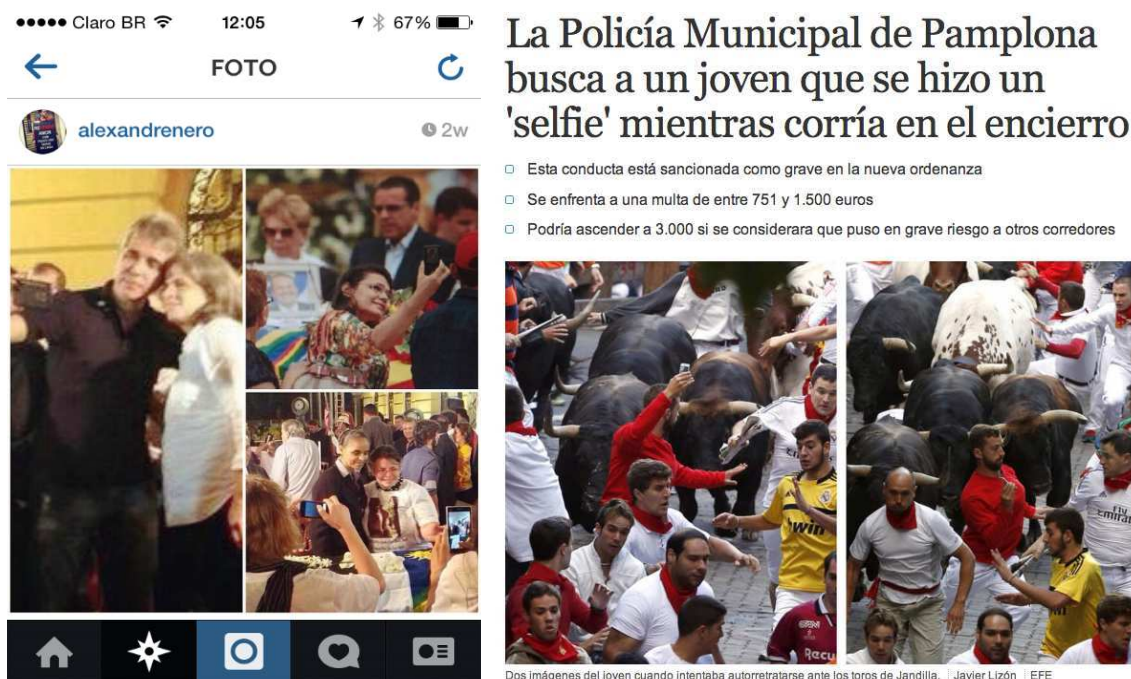 Claro BR 12:05 67%
FOTO
alexandrenero 2w
La Policía Municipal de Pamplona
busca a un joven que se hizo un
'selfie' mientras corría en el encierro
Esta conducta está sancionada como grave en la nueva ordenanza
Se enfrenta a una multa de entre 751 y 1.500 euros
Podría ascender a 3.000 si se considerara que puso en grave riesgo a otros corredores
Fly
Emirates
bwin
Dos imágenes del joven cuando intentaba autorretratarse ante los toros de Jandilla. | Javier Lizón | EFE